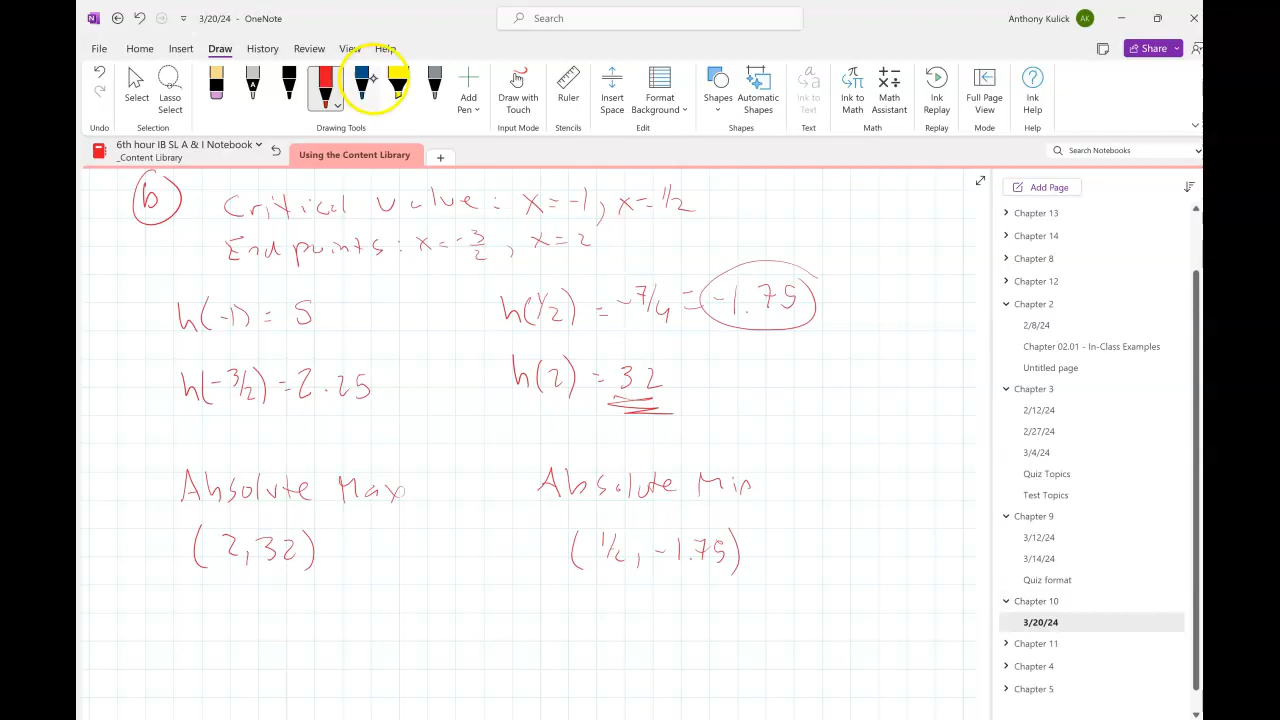 3/20/24 - OneNote
Search
Anthony Kulick
AK
File Home Insert Draw History Review View Help
Share
Select
Lasso Select
A
Add Pen
Draw with Touch
Ruler
Insert Space
Format Background
Shapes
Automatic Shapes
Ink to Text
Ink to Math
Math Assistant
Ink Replay
Full Page View
Ink Help
Undo
Selection
Drawing Tools
Input Mode
Stencils
Edit
Shapes
Text
Math
Replay
Mode
Help
6th hour IB SL A & I Notebook
_Content Library
Using the Content Library
+
Search Notebooks
b
Critical value: x=-1, x=1/2
End points: x=-3/2, x=2
h(-1) = 5
h(1/2) = -7/4 = -1.75
h(-3/2) = 2.25
h(2) = 32
Absolute Max
Absolute Min
(2, 32)
(1/2, -1.75)
Add Page
Chapter 13
Chapter 14
Chapter 8
Chapter 12
Chapter 2
2/8/24
Chapter 02.01 - In-Class Examples
Untitled page
Chapter 3
2/12/24
2/27/24
3/4/24
Quiz Topics
Test Topics
Chapter 9
3/12/24
3/14/24
Quiz format
Chapter 10
3/20/24
Chapter 11
Chapter 4
Chapter 5